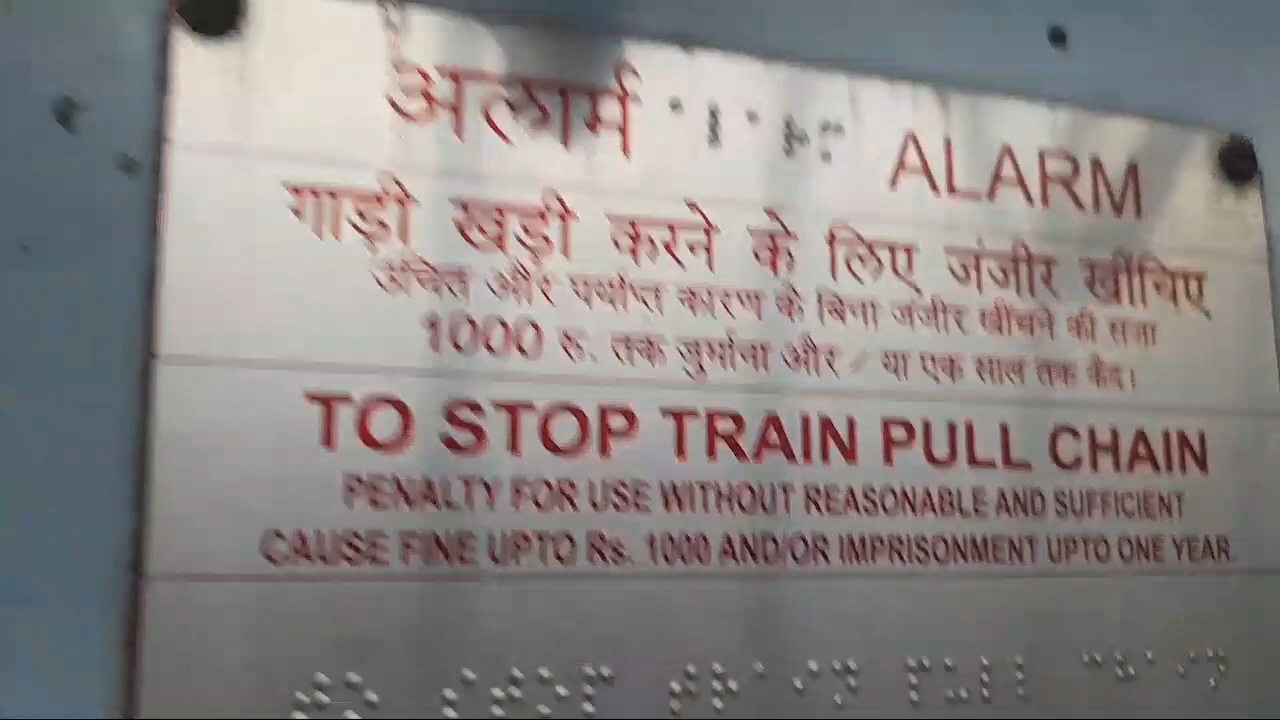 अलार्म ALARM
गाड़ी खड़ी करने के लिए जंजीर खींचिए
उचित और पर्याप्त कारण के बिना जंजीर खींचने की सजा
1000 रु. तक जुर्माना और / या एक साल तक कैद।
TO STOP TRAIN PULL CHAIN
PENALTY FOR USE WITHOUT REASONABLE AND SUFFICIENT
CAUSE FINE UPTO Rs. 1000 AND/OR IMPRISONMENT UPTO ONE YEAR.